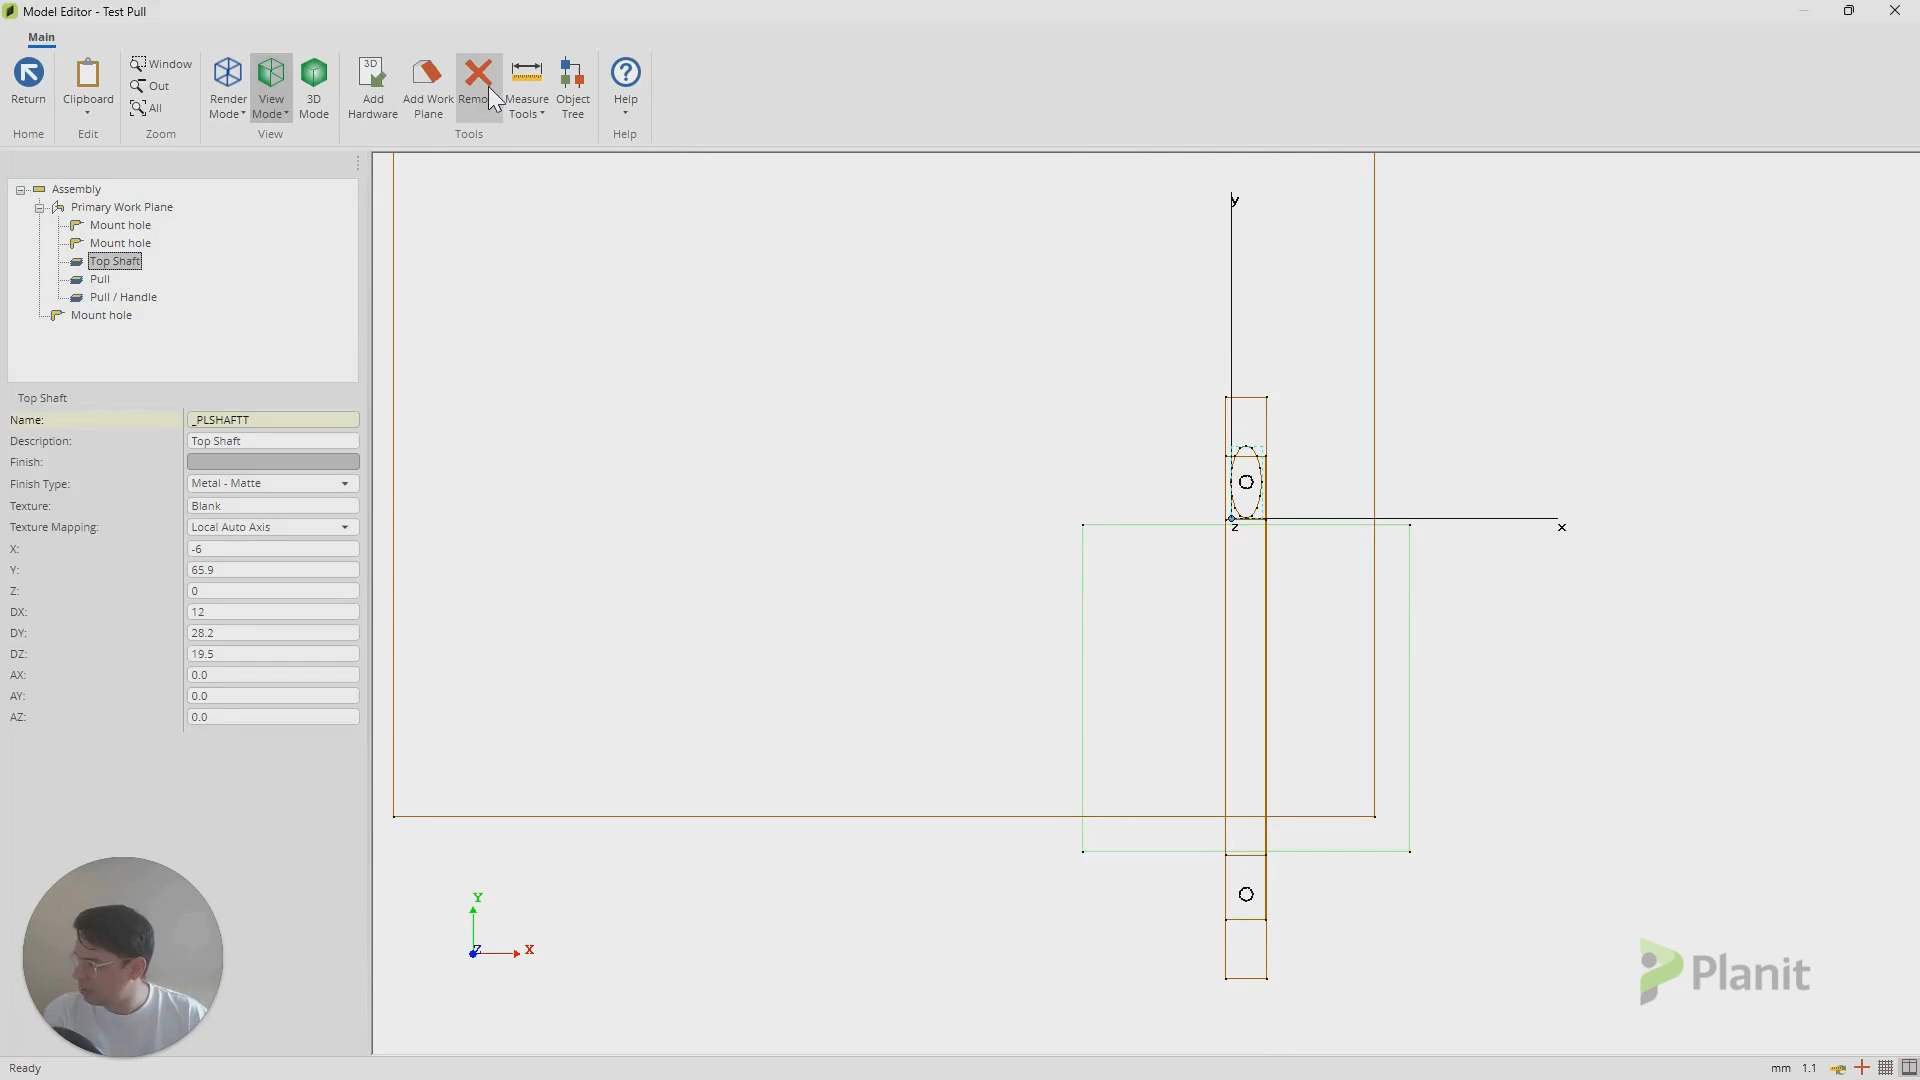 Model Editor - Test Pull
Main
Return
Clipboard
Window
Out
All
Render
Mode
View
Mode
3D
Mode
3D
Add
Hardware
Add Work
Plane
Remo
Measure
Tools
Object
Tree
Help
Home
Edit
Zoom
View
Tools
Help
Assembly
Primary Work Plane
Mount hole
Mount hole
Top Shaft
Pull
Pull / Handle
Mount hole
Top Shaft
Name: _PLSHAFTT
Description: Top Shaft
Finish:
Finish Type: Metal - Matte
Texture: Blank
Texture Mapping: Local Auto Axis
X: -6
Y: 65.9
Z: 0
DX: 12
DY: 28.2
DZ: 19.5
AX: 0.0
AY: 0.0
AZ: 0.0
y
z
x
Y
Z
X
Planit
Ready
mm 1.1